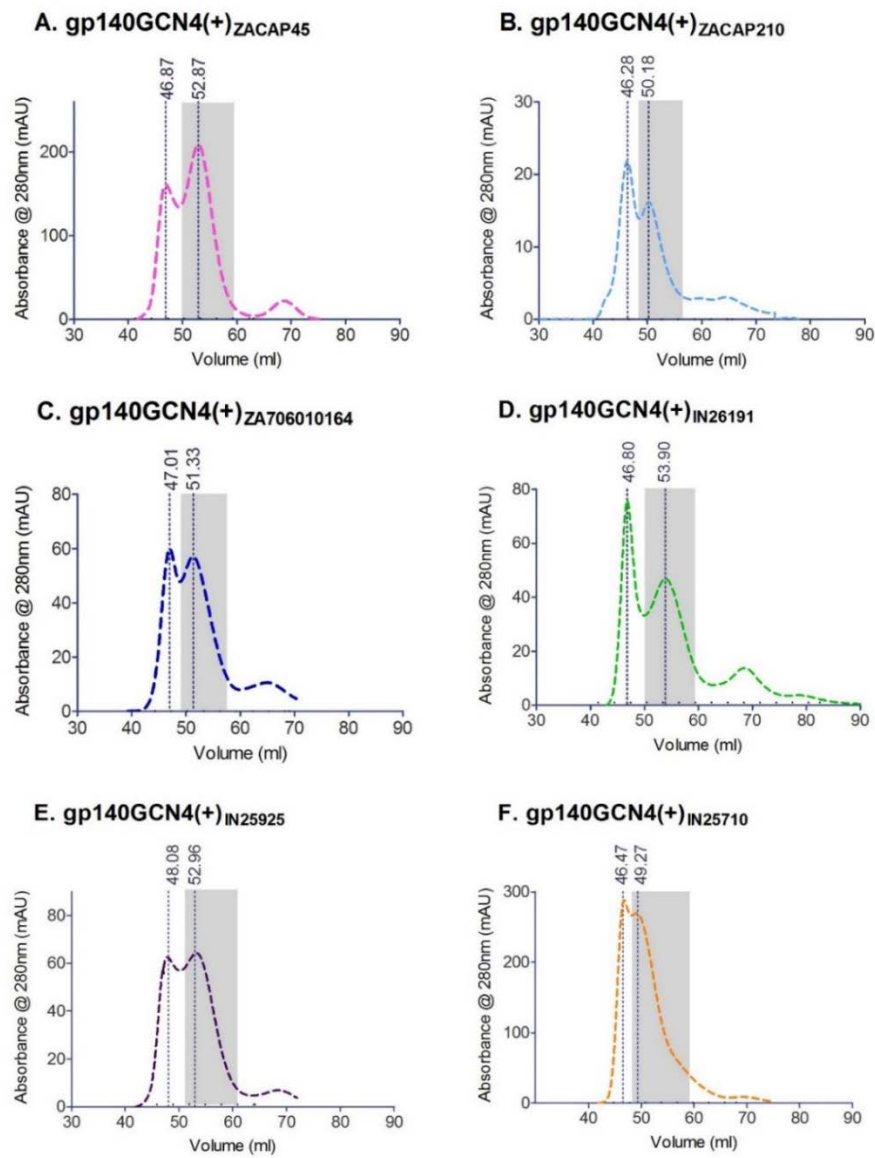 A. gp140GCN4(+)ZACAP45
46.87
52.87
Absorbance @ 280nm (mAU)
200
100
0
30 40 50 60 70 80 90
Volume (ml)
B. gp140GCN4(+)ZACAP210
46.28
50.18
Absorbance @ 280nm (mAU)
30
20
10
0
30 40 50 60 70 80 90
Volume (ml)
C. gp140GCN4(+)ZA706010164
47.01
51.33
Absorbance @ 280nm (mAU)
80
60
40
20
0
30 40 50 60 70 80 90
Volume (ml)
D. gp140GCN4(+)IN26191
46.80
53.90
Absorbance @ 280nm (mAU)
80
60
40
20
0
30 40 50 60 70 80 90
Volume (ml)
E. gp140GCN4(+)IN25925
48.08
52.96
Absorbance @ 280nm (mAU)
80
60
40
20
0
30 40 50 60 70 80 90
Volume (ml)
F. gp140GCN4(+)IN25710
46.47
49.27
Absorbance @ 280nm (mAU)
300
200
100
0
40 50 60 70 80 90
Volume (ml)